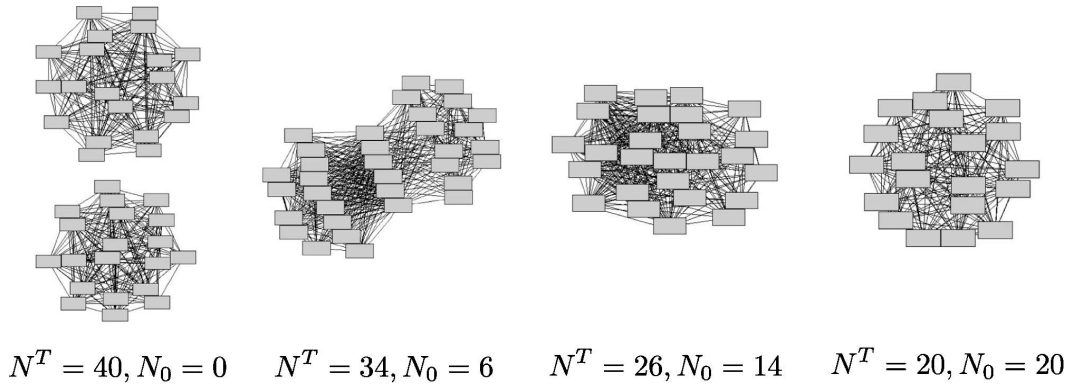 N^T = 40, N_0 = 0
N^T = 34, N_0 = 6
N^T = 26, N_0 = 14
N^T = 20, N_0 = 20